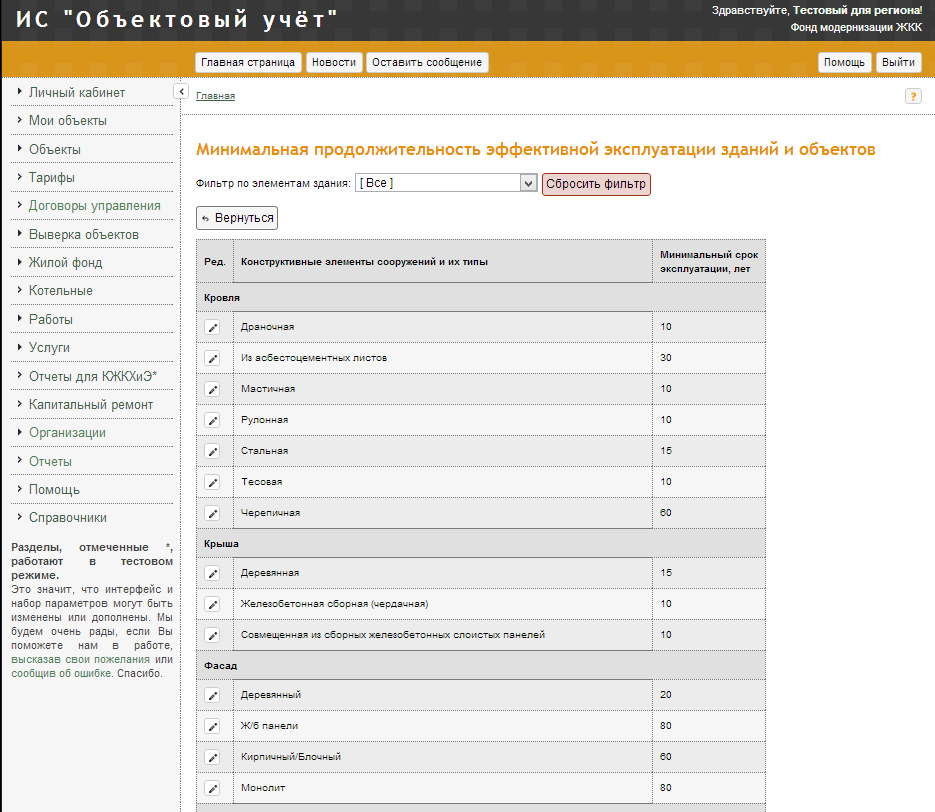 ИС "Объектовый учёт"
Здравствуйте, Тестовый для региона!
Фонд модернизации ЖКК
Главная страница Новости Оставить сообщение Помощь Выйти
Личный кабинет
Мои объекты
Объекты
Тарифы
Договоры управления
Выверка объектов
Жилой фонд
Котельные
Работы
Услуги
Отчеты для КЖКХиЭ*
Капитальный ремонт
Организации
Отчеты
Помощь
Справочники
Разделы, отмеченные *,
работают в тестовом
режиме.
Это значит, что интерфейс и
набор параметров могут быть
изменены или дополнены. Мы
будем очень рады, если Вы
поможете нам в работе,
высказав свои пожелания или
сообщив об ошибке. Спасибо.
Главная ?
Минимальная продолжительность эффективной эксплуатации зданий и объектов
Фильтр по элементам здания: [ Все ] Сбросить фильтр
Вернуться
Ред. Конструктивные элементы сооружений и их типы Минимальный срок
эксплуатации, лет
Кровля
Драночная 10
Из асбестоцементных листов 30
Мастичная 10
Рулонная 10
Стальная 15
Тесовая 10
Черепичная 60
Крыша
Деревянная 15
Железобетонная сборная (чердачная) 10
Совмещенная из сборных железобетонных слоистых панелей 10
Фасад
Деревянный 20
Ж/б панели 80
Кирпичный/Блочный 60
Монолит 80